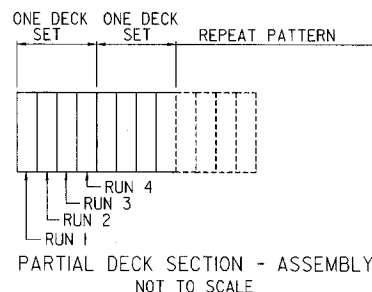 ONE DECK ONE DECK
SET SET REPEAT PATTERN
RUN 4
RUN 3
RUN 2
RUN 1
PARTIAL DECK SECTION - ASSEMBLY
NOT TO SCALE